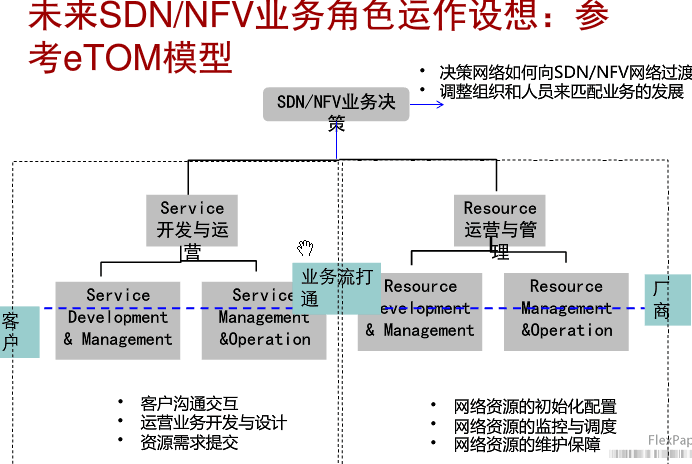 未来SDN/NFV业务角色运作设想：参
考eTOM模型
• 决策网络如何向SDN/NFV网络过渡
• 调整组织和人员来匹配业务的发展
SDN/NFV业务决
策
Service
开发与运
营
Resource
运营与管
理
业务流打
通
Service
Development
& Management
Service
Management
&Operation
Resource
Development
& Management
Resource
Management
&Operation
客
户
厂
商
• 客户沟通交互
• 运营业务开发与设计
• 资源需求提交
• 网络资源的初始化配置
• 网络资源的监控与调度
• 网络资源的维护保障
FlexPap